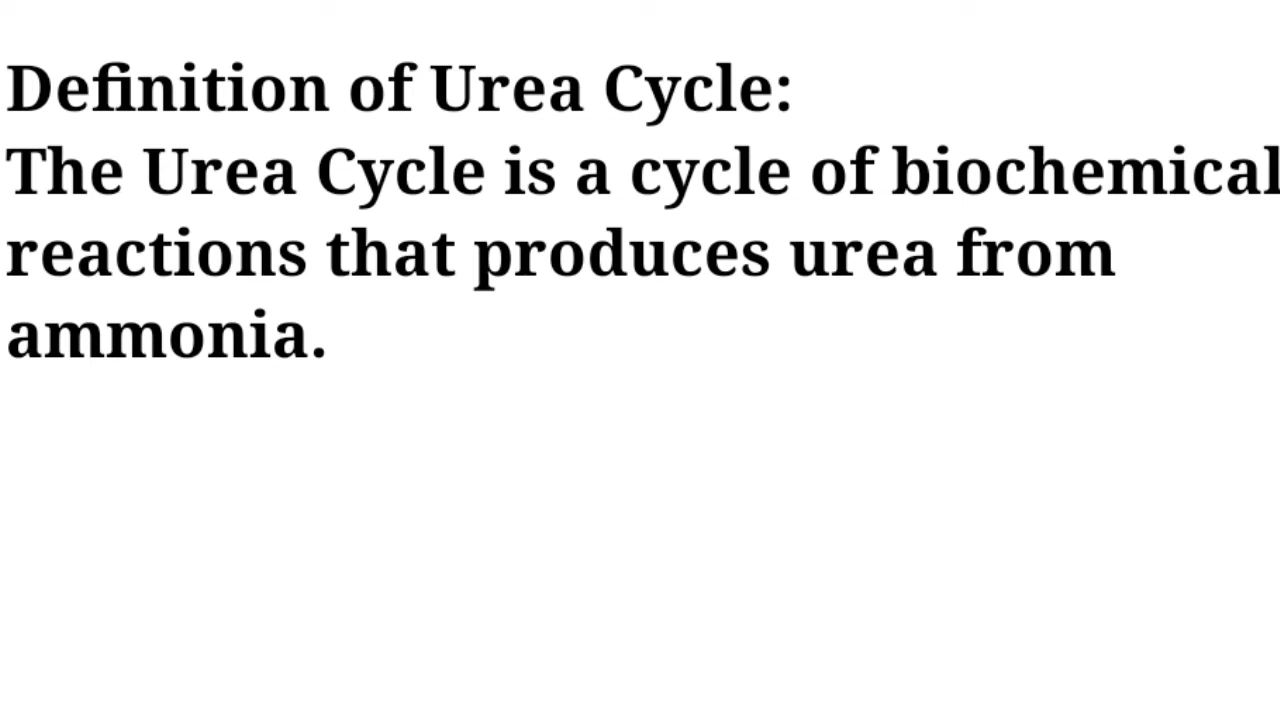 Definition of Urea Cycle:
The Urea Cycle is a cycle of biochemical
reactions that produces urea from
ammonia.